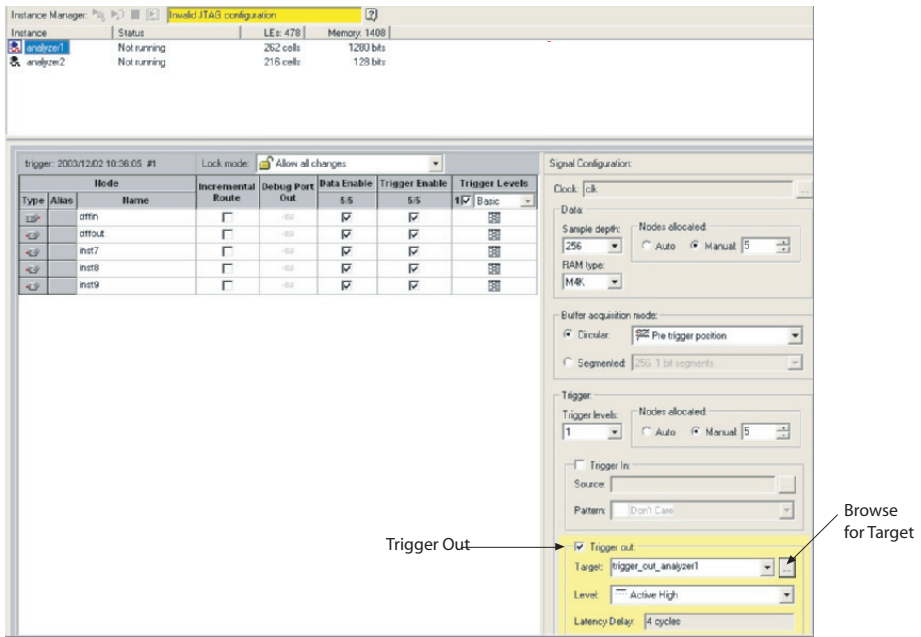 Instance Manager: Invalid JTAG configuration
Instance Status LEs: 478 Memory: 1408
analyzer1 Not running 262 cells 1280 bits
analyzer2 Not running 216 cells 128 bits
trigger: 2003/12/02 10:36:05 #1 Lock mode: Allow all changes
Node Incremental Route Debug Port Out Data Enable Trigger Enable Trigger Levels
Type Alias Name 5/5 5/5 1 Basic
dffin
dffout
inst7
inst8
inst9
Signal Configuration:
Clock: clk ...
Data:
Sample depth: Nodes allocated:
256 Auto Manual: 5
RAM type:
M4K
Buffer acquisition mode:
Circular: Pre trigger position
Segmented: 256 1 bit segments
Trigger:
Trigger levels: Nodes allocated:
1 Auto Manual: 5
Trigger In:
Source:
Pattern: Don't Care
Trigger out:
Target: trigger_out_analyzer1 ...
Level: Active High
Latency Delay: 4 cycles
Trigger Out
Browse
for Target